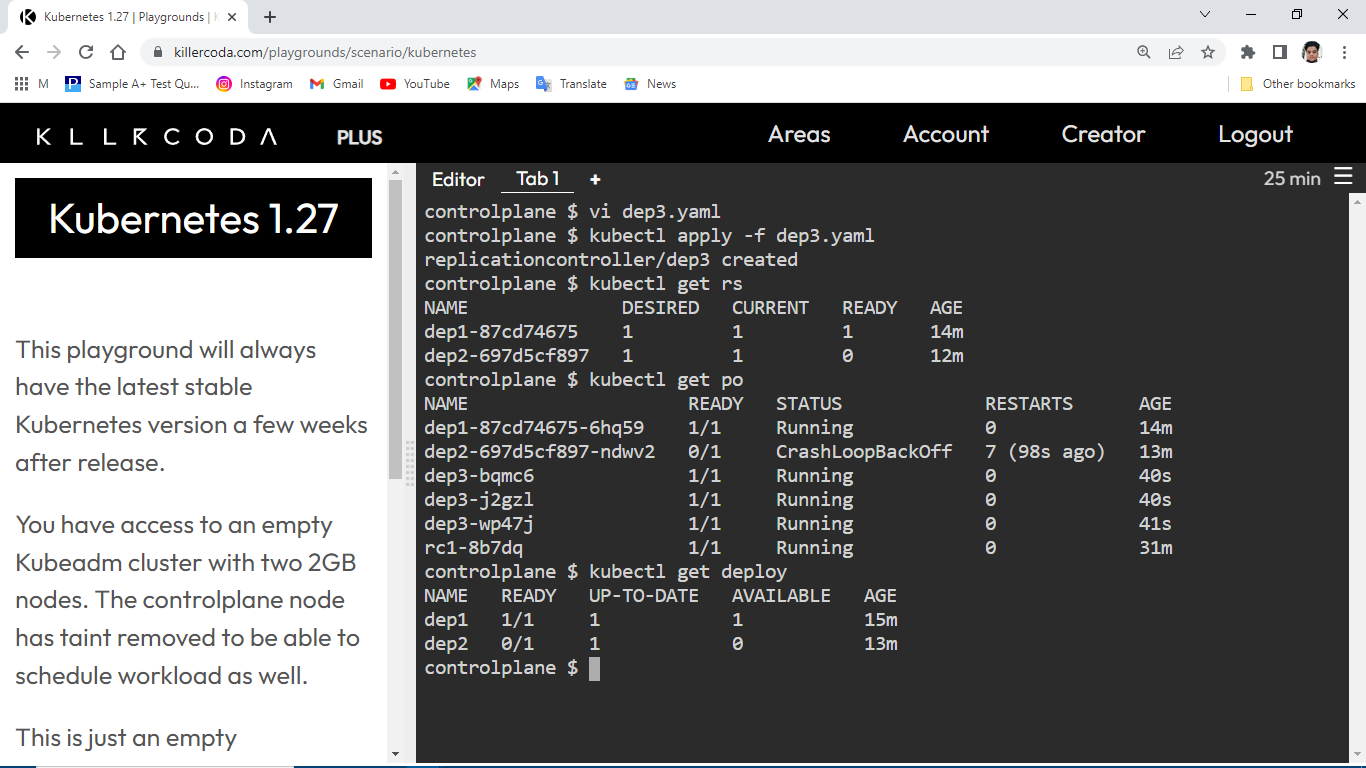 Kubernetes 1.27 | Playgrounds |
killercoda.com/playgrounds/scenario/kubernetes
M Sample A+ Test Qu... Instagram Gmail YouTube Maps Translate News Other bookmarks
KLLRCODA PLUS Areas Account Creator Logout
Kubernetes 1.27
This playground will always
have the latest stable
Kubernetes version a few weeks
after release.
You have access to an empty
Kubeadm cluster with two 2GB
nodes. The controlplane node
has taint removed to be able to
schedule workload as well.
This is just an empty
Editor Tab 1 + 25 min
controlplane $ vi dep3.yaml
controlplane $ kubectl apply -f dep3.yaml
replicationcontroller/dep3 created
controlplane $ kubectl get rs
NAME DESIRED CURRENT READY AGE
dep1-87cd74675 1 1 1 14m
dep2-697d5cf897 1 1 0 12m
controlplane $ kubectl get po
NAME READY STATUS RESTARTS AGE
dep1-87cd74675-6hq59 1/1 Running 0 14m
dep2-697d5cf897-ndwv2 0/1 CrashLoopBackOff 7 (98s ago) 13m
dep3-bqmc6 1/1 Running 0 40s
dep3-j2gzl 1/1 Running 0 40s
dep3-wp47j 1/1 Running 0 41s
rc1-8b7dq 1/1 Running 0 31m
controlplane $ kubectl get deploy
NAME READY UP-TO-DATE AVAILABLE AGE
dep1 1/1 1 1 15m
dep2 0/1 1 0 13m
controlplane $